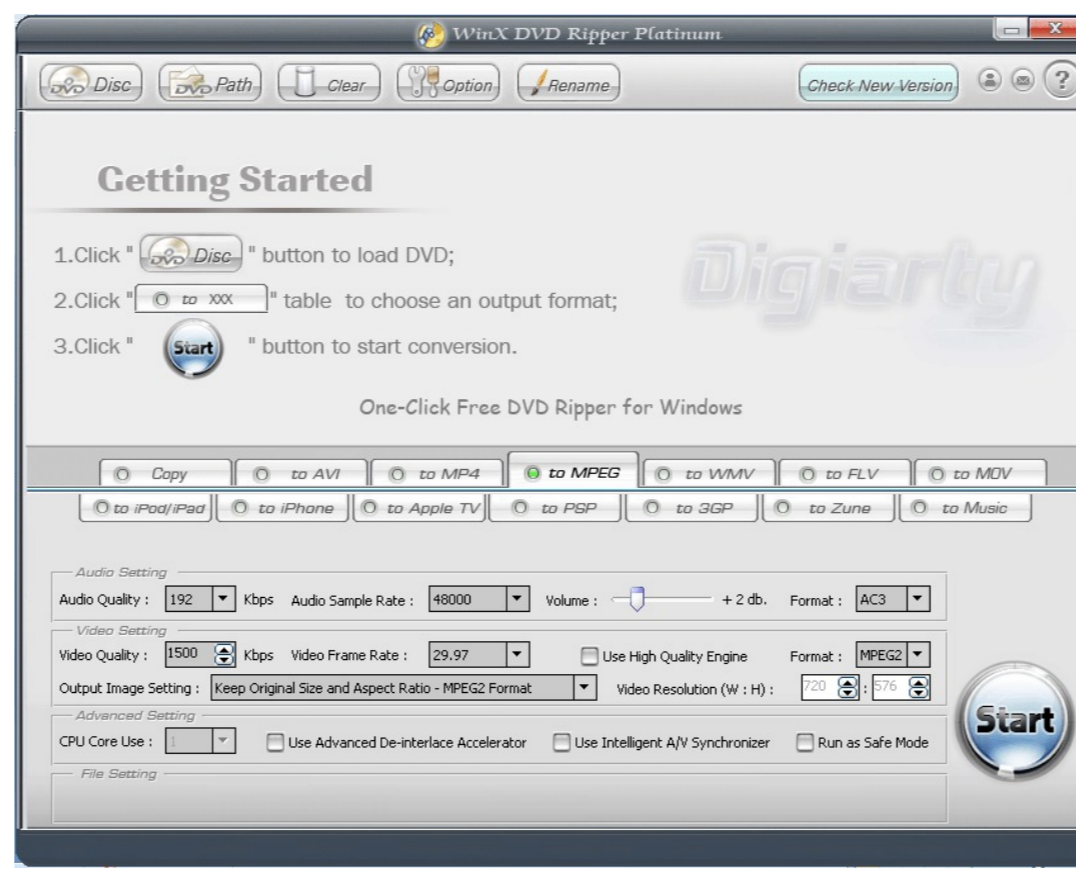 WinX DVD Ripper Platinum
DVD Disc DVD Path Clear Option Rename Check New Version ?
Getting Started
1.Click " DVD Disc " button to load DVD;
2.Click " to XXX " table to choose an output format;
3.Click " Start " button to start conversion.
Digiarty
One-Click Free DVD Ripper for Windows
Copy to AVI to MP4 to MPEG to WMV to FLV to MOV
to iPod/iPad to iPhone to Apple TV to PSP to 3GP to Zune to Music
Audio Setting
Audio Quality : 192 Kbps Audio Sample Rate : 48000 Volume : + 2 db. Format : AC3
Video Setting
Video Quality : 1500 Kbps Video Frame Rate : 29.97 Use High Quality Engine Format : MPEG2
Output Image Setting : Keep Original Size and Aspect Ratio - MPEG2 Format Video Resolution (W : H) : 720 : 576
Advanced Setting
CPU Core Use : 1 Use Advanced De-interlace Accelerator Use Intelligent A/V Synchronizer Run as Safe Mode
Start
File Setting